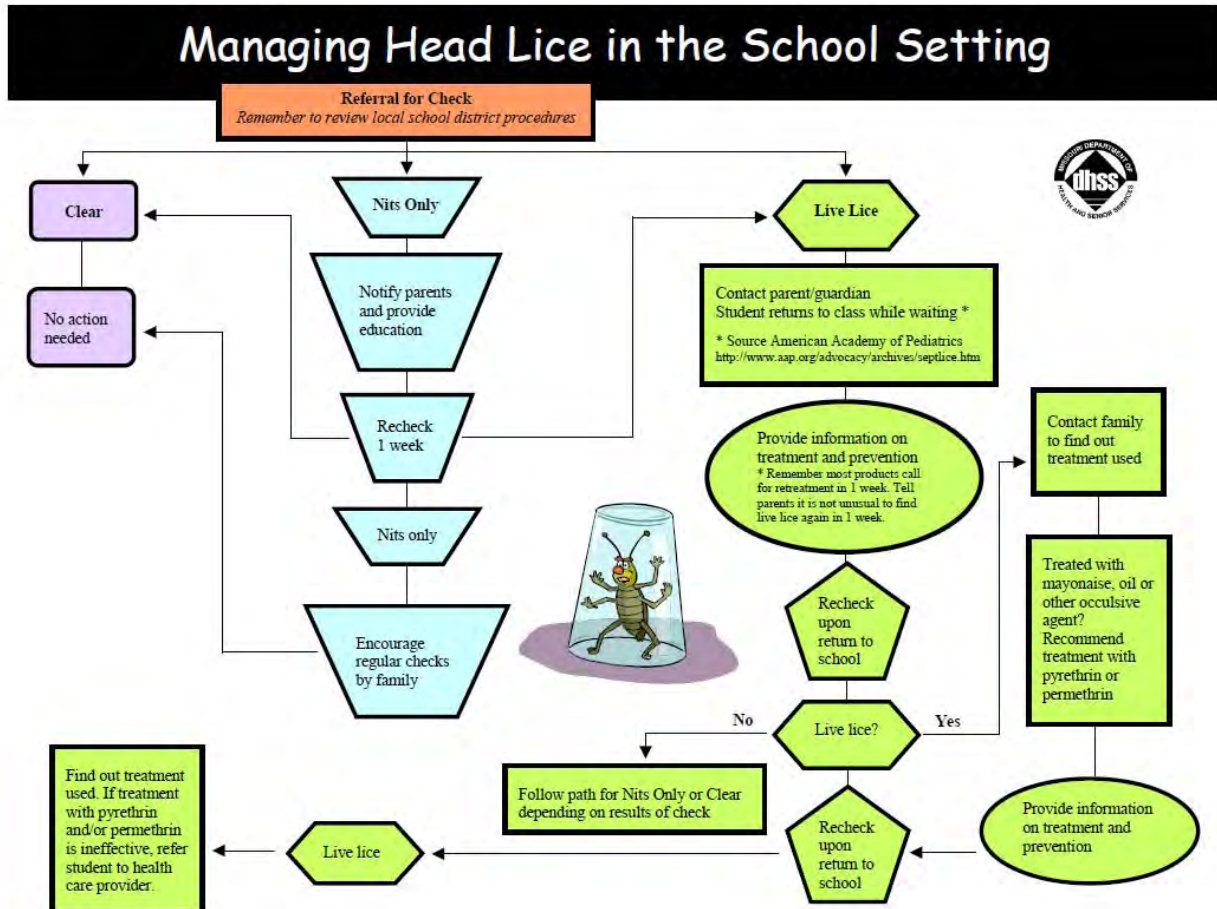 Managing Head Lice in the School Setting
Referral for Check
Remember to review local school district procedures
MISSOURI DEPARTMENT OF
dhss
HEALTH AND SENIOR SERVICES
Clear
No action
needed
Nits Only
Notify parents
and provide
education
Recheck
1 week
Nits only
Encourage
regular checks
by family
Live Lice
Contact parent/guardian
Student returns to class while waiting *
* Source American Academy of Pediatrics
http://www.aap.org/advocacy/archives/septlice.htm
Provide information on
treatment and prevention
* Remember most products call
for retreatment in 1 week. Tell
parents it is not unusual to find
live lice again in 1 week.
Recheck
upon
return to
school
Live lice?
No
Yes
Follow path for Nits Only or Clear
depending on results of check
Contact family
to find out
treatment used
Treated with
mayonaise, oil or
other occulsive
agent?
Recommend
treatment with
pyrethrin or
permethrin
Provide information
on treatment and
prevention
Recheck
upon
return to
school
Live lice
Find out treatment
used. If treatment
with pyrethrin
and/or permethrin
is ineffective, refer
student to health
care provider.